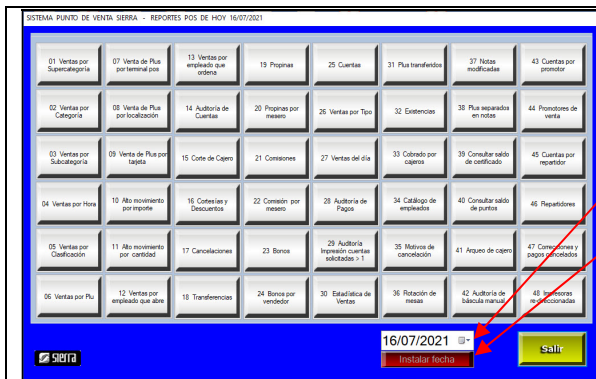 SISTEMA PUNTO DE VENTA SIERRA - REPORTES POS DE HOY 16/07/2021
01 Ventas por
Supercategoría
07 Venta de Plus
por terminal pos
13 Ventas por
empleado que
ordena
19 Propinas
25 Cuentas
31 Plus transferidos
37 Notas
modificadas
43 Cuentas por
promotor
02 Ventas por
Categoría
08 Venta de Plus
por localización
14 Auditoría de
Cuentas
20 Propinas por
mesero
26 Ventas por Tipo
32 Existencias
38 Plus separados
en notas
44 Promotores de
venta
03 Ventas por
Subcategoría
09 Venta de Plus por
tarjeta
15 Corte de Cajero
21 Comisiones
27 Ventas del día
33 Cobrado por
cajeros
39 Consultar saldo
de certificado
45 Cuentas por
repartidor
04 Ventas por Hora
10 Alto movimiento
por importe
16 Cortesías y
Descuentos
22 Comisión por
mesero
28 Auditoría de
Pagos
34 Catálogo de
empleados
40 Consultar saldo
de puntos
46 Repartidores
05 Ventas por
Clasificación
11 Alto movimiento
por cantidad
17 Cancelaciones
23 Bonos
29 Auditoría
Impresión cuentas
solicitadas > 1
35 Motivos de
cancelación
41 Arqueo de cajero
47 Correcciones y
pagos cancelados
06 Ventas por Plu
12 Ventas por
empleado que abre
18 Transferencias
24 Bonos por
vendedor
30 Estadística de
Ventas
36 Rotación de
mesas
42 Auditoría de
báscula manual
48 Impresoras
re-direccionadas
16/07/2021
Instalar fecha
Salir
sierra